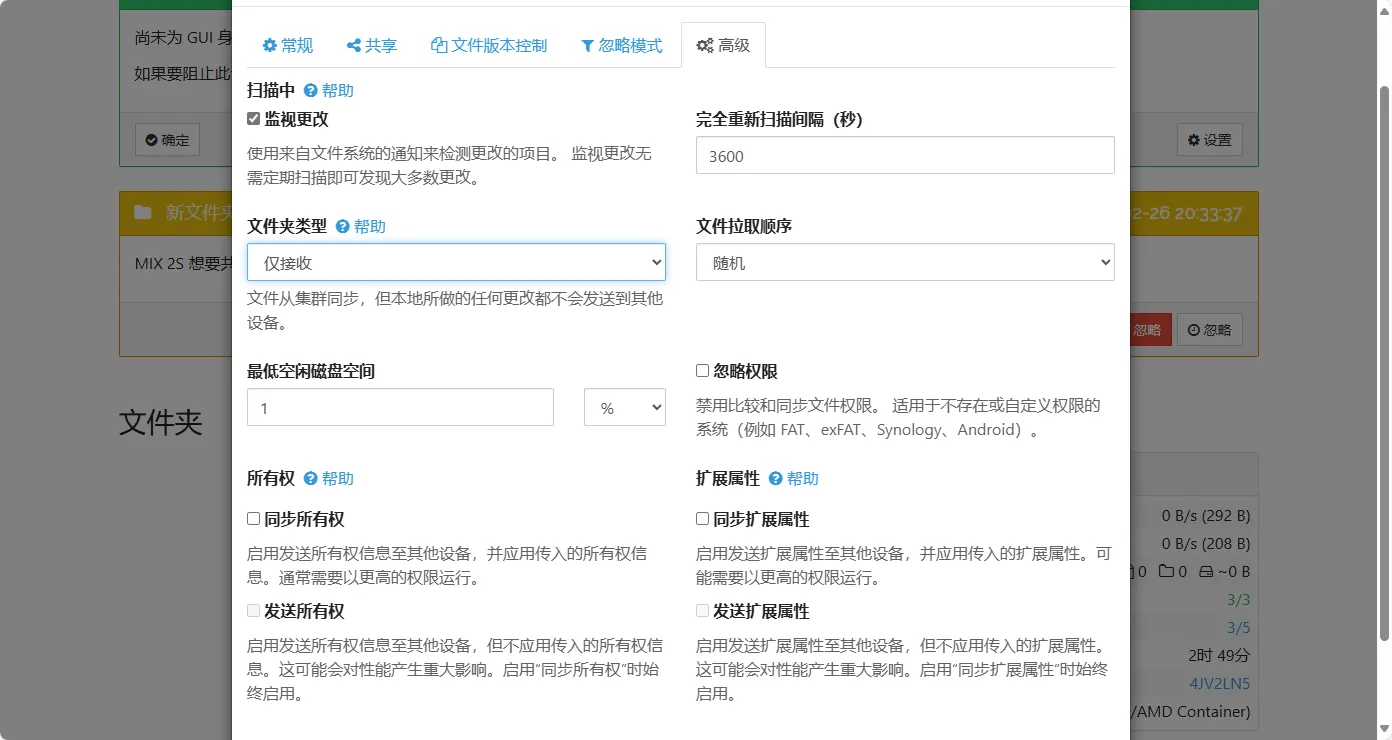 尚未为 GUI 身
如果要阻止此
确定
设置
新文件夹
2-26 20:33:37
MIX 2S 想要共
忽略
忽略
文件夹
0 B/s (292 B)
0 B/s (208 B)
0 0 ~0 B
3/3
3/5
2时 49分
4JV2LN5
/AMD Container)
常规
共享
文件版本控制
忽略模式
高级
扫描中 帮助
监视更改
使用来自文件系统的通知来检测更改的项目。 监视更改无
需定期扫描即可发现大多数更改。
完全重新扫描间隔（秒）
3600
文件夹类型 帮助
仅接收
文件从集群同步，但本地所做的任何更改都不会发送到其他
设备。
文件拉取顺序
随机
最低空闲磁盘空间
1
%
忽略权限
禁用比较和同步文件权限。 适用于不存在或自定义权限的
系统（例如 FAT、exFAT、Synology、Android）。
所有权 帮助
同步所有权
启用发送所有权信息至其他设备，并应用传入的所有权信
息。通常需要以更高的权限运行。
发送所有权
启用发送所有权信息至其他设备，但不应用传入的所有权信
息。这可能会对性能产生重大影响。启用“同步所有权”时始
终启用。
扩展属性 帮助
同步扩展属性
启用发送扩展属性至其他设备，并应用传入的扩展属性。可
能需要以更高的权限运行。
发送扩展属性
启用发送扩展属性至其他设备，但不应用传入的扩展属性。
这可能会对性能产生重大影响。启用“同步扩展属性”时始终
启用。